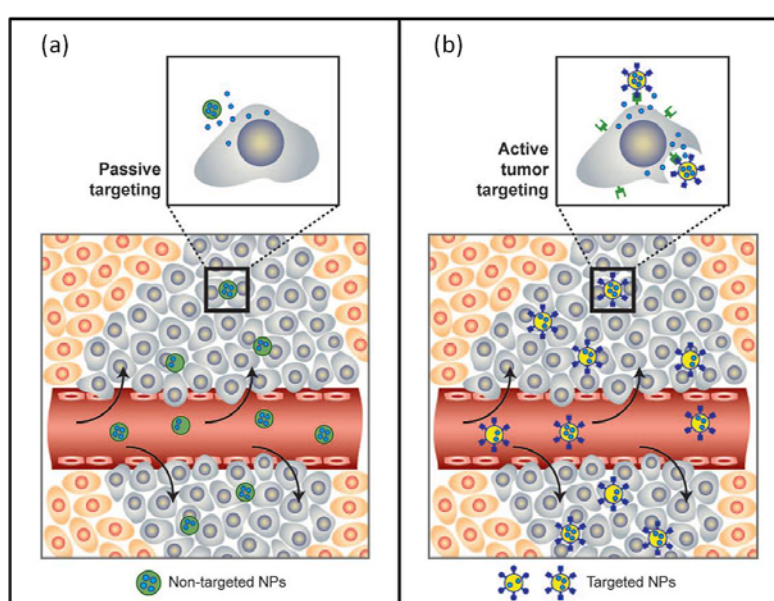 (a)
Passive
targeting
Non-targeted NPs
(b)
Active
tumor
targeting
Targeted NPs